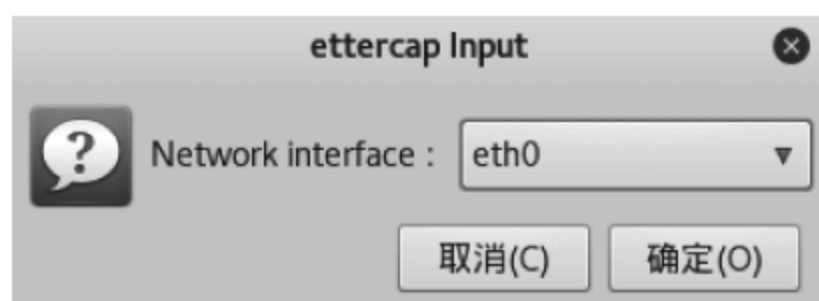 ettercap Input
Network interface : eth0
取消(C) 确定(O)